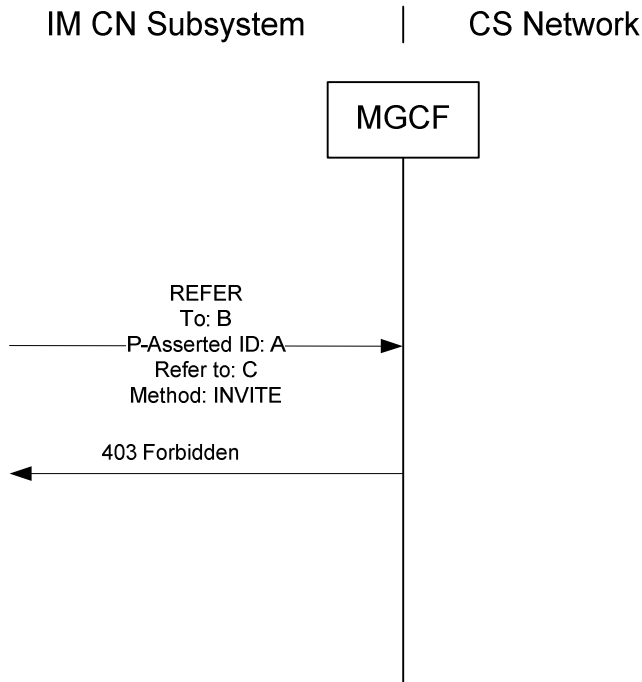 IM CN Subsystem | CS Network
MGCF
REFER
To: B
P-Asserted ID: A
Refer to: C
Method: INVITE
403 Forbidden